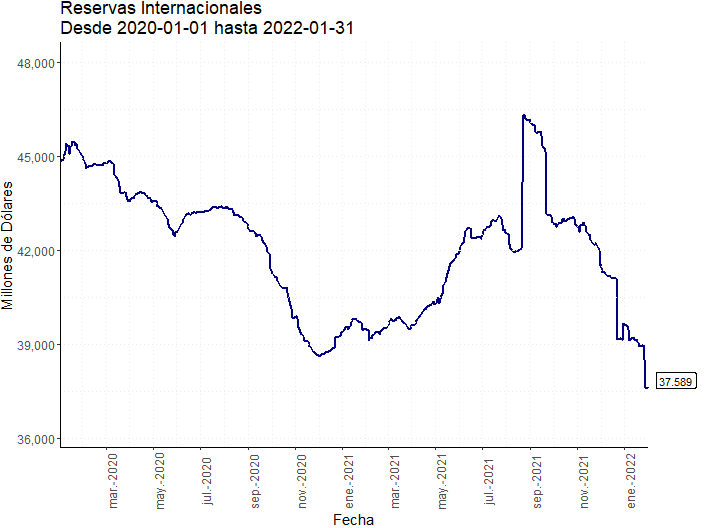 Reservas Internacionales
Desde 2020-01-01 hasta 2022-01-31
Millones de Dólares
48,000
45,000
42,000
39,000
36,000
37.589
mar.-2020
may.-2020
jul.-2020
sep.-2020
nov.-2020
ene.-2021
mar.-2021
may.-2021
jul.-2021
sep.-2021
nov.-2021
ene.-2022
Fecha